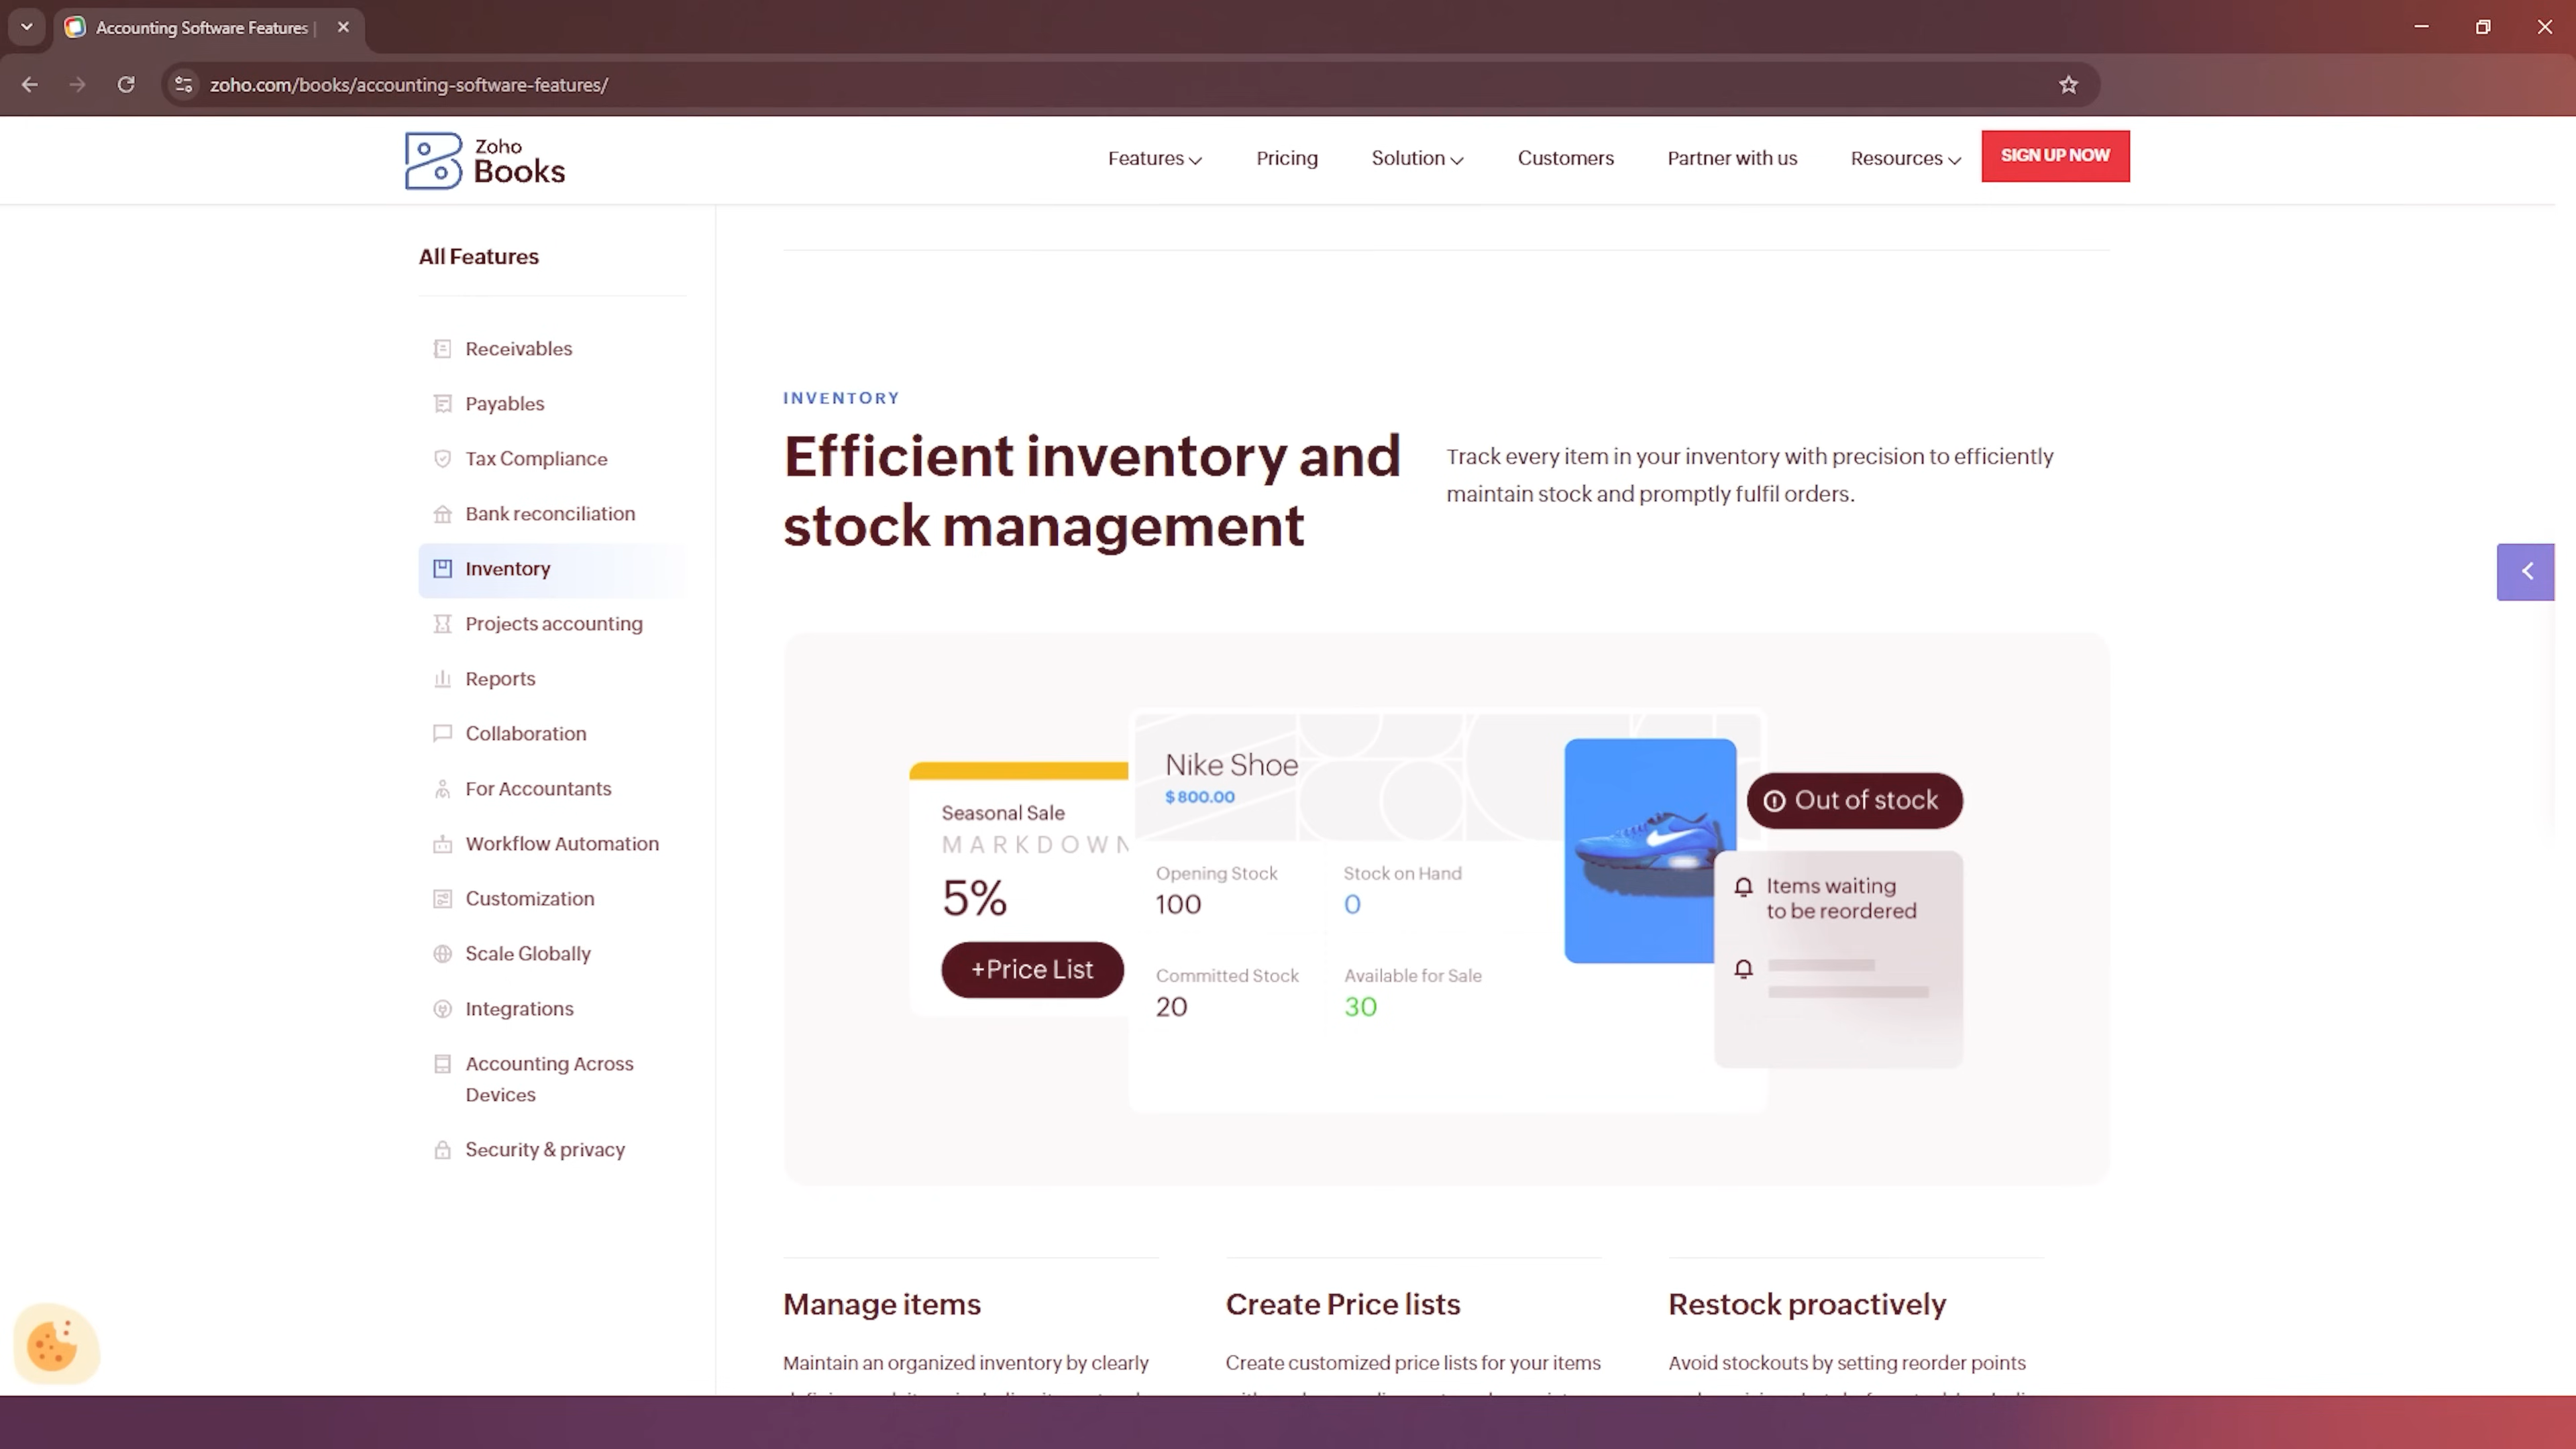 Accounting Software Features |
zoho.com/books/accounting-software-features/
Zoho
Books
Features
Pricing
Solution
Customers
Partner with us
Resources
SIGN UP NOW
All Features
Receivables
Payables
Tax Compliance
Bank reconciliation
Inventory
Projects accounting
Reports
Collaboration
For Accountants
Workflow Automation
Customization
Scale Globally
Integrations
Accounting Across
Devices
Security & privacy
INVENTORY
Efficient inventory and
stock management
Track every item in your inventory with precision to efficiently
maintain stock and promptly fulfil orders.
Seasonal Sale
MARKDOWN
5%
+Price List
Nike Shoe
$800.00
Opening Stock
100
Stock on Hand
0
Committed Stock
20
Available for Sale
30
Out of stock
Items waiting
to be reordered
Manage items
Maintain an organized inventory by clearly
Create Price lists
Create customized price lists for your items
Restock proactively
Avoid stockouts by setting reorder points